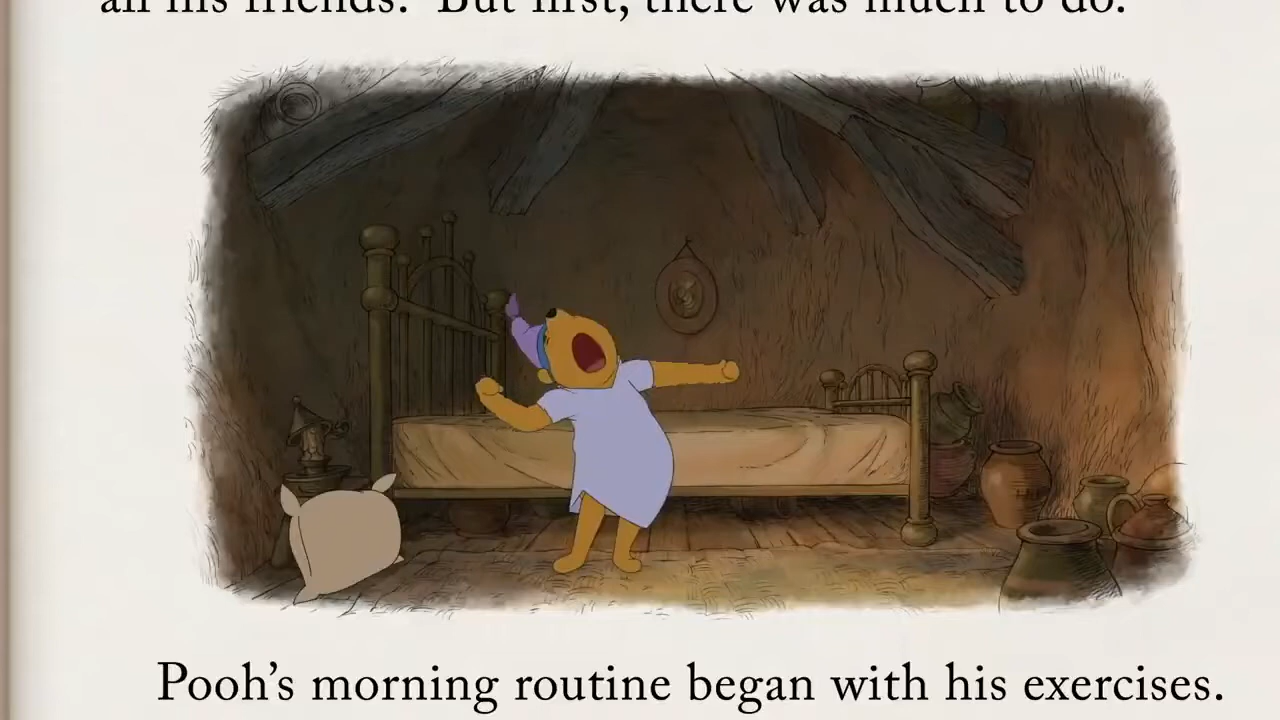 all his friends. But first, there was much to do.
Pooh's morning routine began with his exercises.